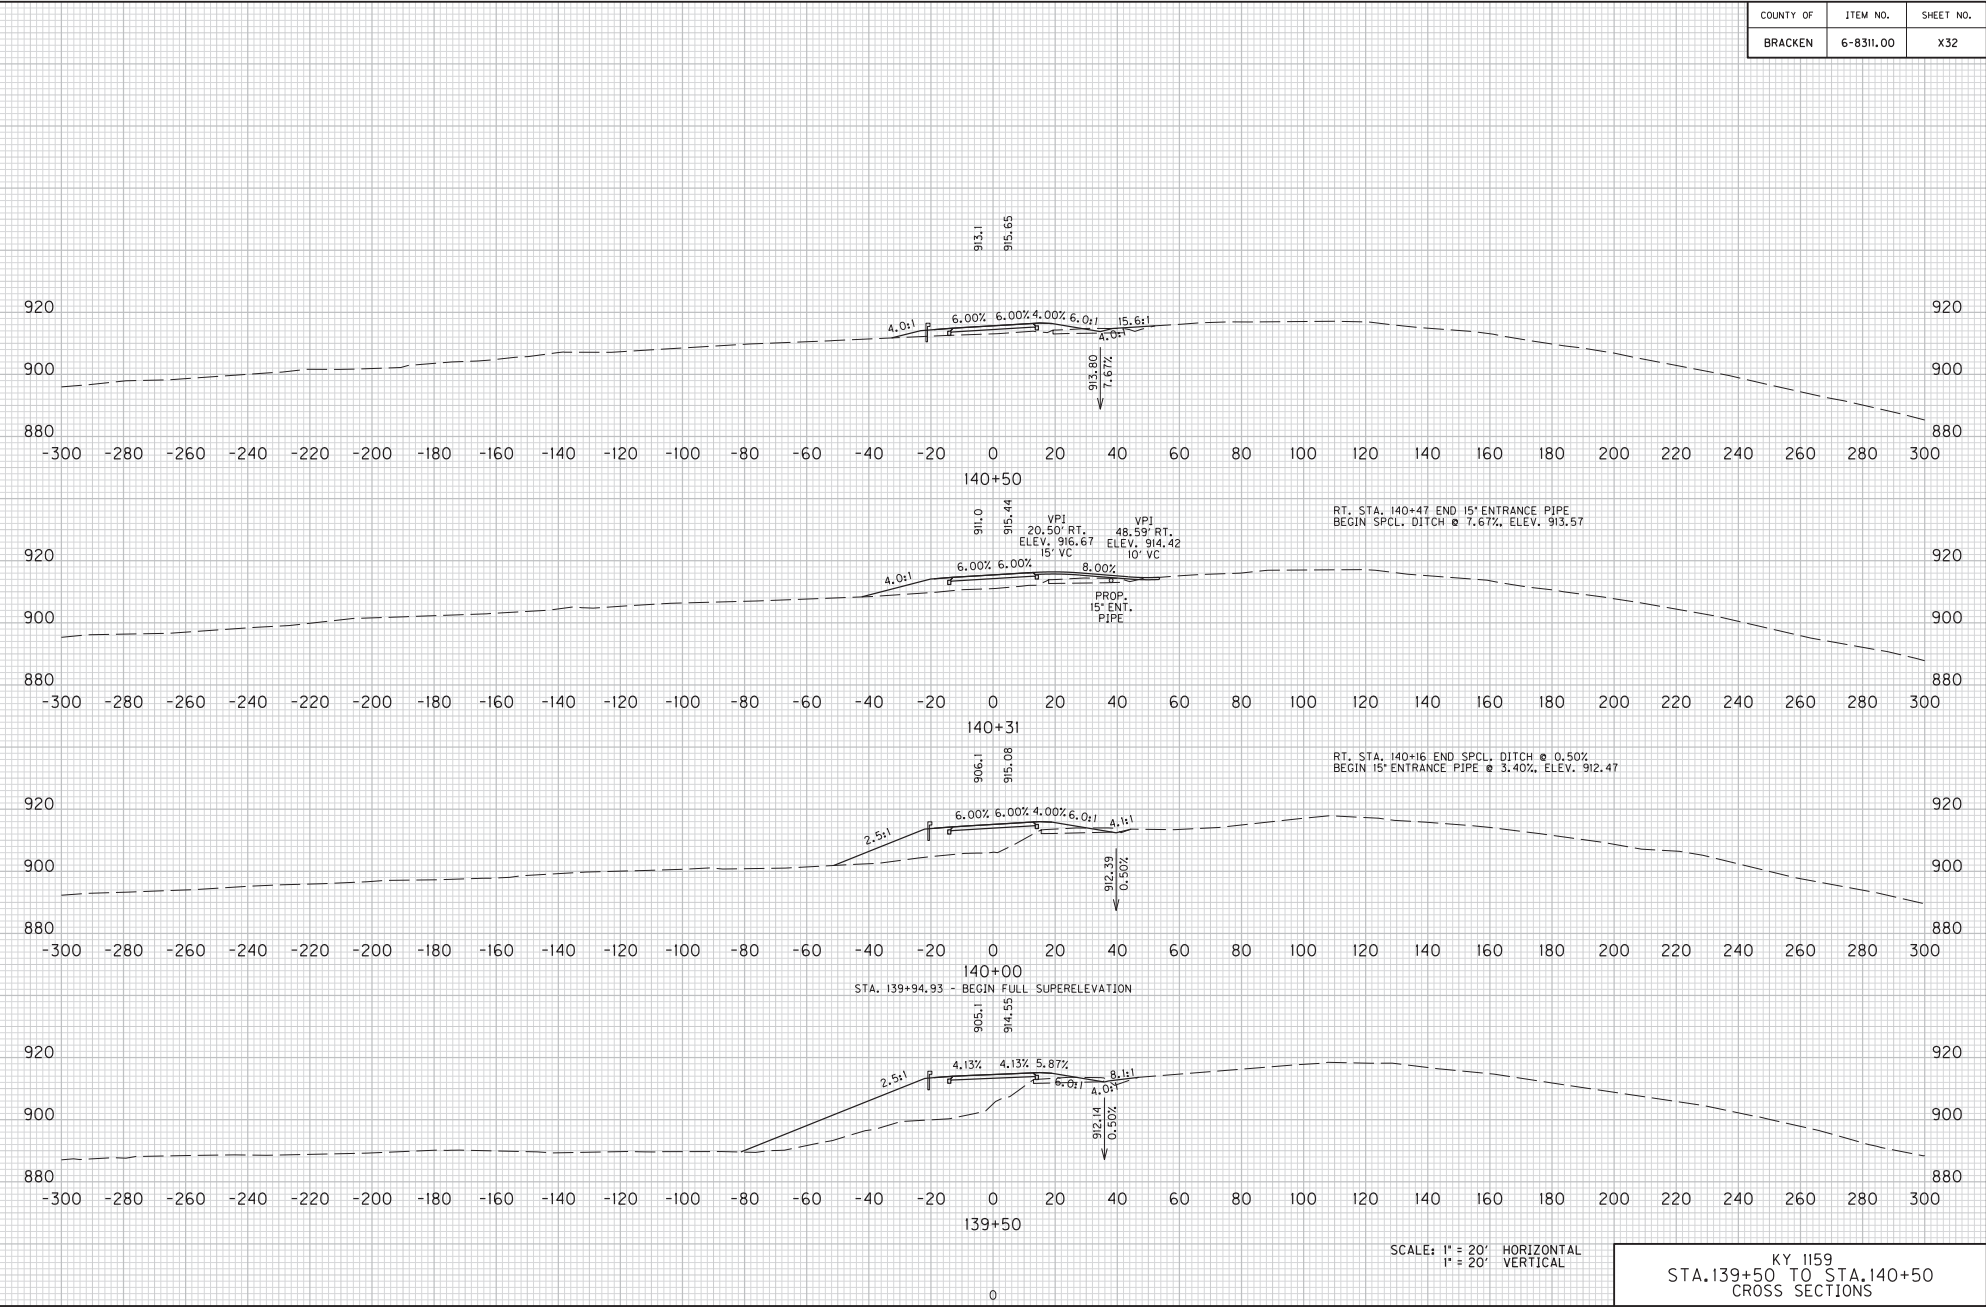 COUNTY OF ITEM NO. SHEET NO.
BRACKEN 6-8311.00 X32
913.1 915.65
920 920
4.0:1 6.00% 6.00% 4.00% 6.0:1 15.6:1
4.0:1
900 900
913.80 7.67%
880 880
-300 -280 -260 -240 -220 -200 -180 -160 -140 -120 -100 -80 -60 -40 -20 0 20 40 60 80 100 120 140 160 180 200 220 240 260 280 300
140+50
911.0 915.44
VPI
20.50' RT.
ELEV. 916.67
15' VC
VPI
48.59' RT.
ELEV. 914.42
10' VC
RT. STA. 140+47 END 15" ENTRANCE PIPE
BEGIN SPCL. DITCH @ 7.67%, ELEV. 913.57
920 920
4.0:1 6.00% 6.00% 8.00%
PROP.
15" ENT.
PIPE
900 900
880 880
-300 -280 -260 -240 -220 -200 -180 -160 -140 -120 -100 -80 -60 -40 -20 0 20 40 60 80 100 120 140 160 180 200 220 240 260 280 300
140+31
906.1 915.08
RT. STA. 140+16 END SPCL. DITCH @ 0.50%
BEGIN 15" ENTRANCE PIPE @ 3.40%, ELEV. 912.47
920 920
2.5:1 6.00% 6.00% 4.00% 6.0:1 4.1:1
900 900
912.39 0.50%
880 880
-300 -280 -260 -240 -220 -200 -180 -160 -140 -120 -100 -80 -60 -40 -20 0 20 40 60 80 100 120 140 160 180 200 220 240 260 280 300
140+00
STA. 139+94.93 - BEGIN FULL SUPERELEVATION
905.1 914.55
920 920
2.5:1 4.13% 4.13% 5.87% 6.0:1 4.0:1 8.1:1
900 900
912.14 0.50%
880 880
-300 -280 -260 -240 -220 -200 -180 -160 -140 -120 -100 -80 -60 -40 -20 0 20 40 60 80 100 120 140 160 180 200 220 240 260 280 300
139+50
SCALE: 1" = 20' HORIZONTAL
1" = 20' VERTICAL
KY 1159
STA.139+50 TO STA.140+50
CROSS SECTIONS
0